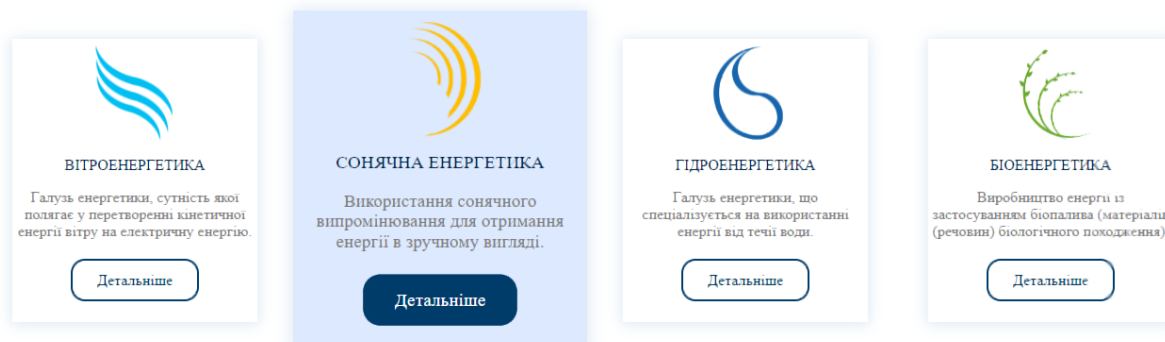 ВІТРОЕНЕРГЕТИКА
Галузь енергетики, сутність якої
полягає у перетворенні кінетичної
енергії вітру на електричну енергію.
Детальніше
СОНЯЧНА ЕНЕРГЕТИКА
Використання сонячного
випромінювання для отримання
енергії в зручному вигляді.
Детальніше
ГІДРОЕНЕРГЕТИКА
Галузь енергетики, що
спеціалізується на використанні
енергії від течії води.
Детальніше
БІОЕНЕРГЕТИКА
Виробництво енергії із
застосуванням біопалива (матеріалів
(речовин) біологічного походження)
Детальніше